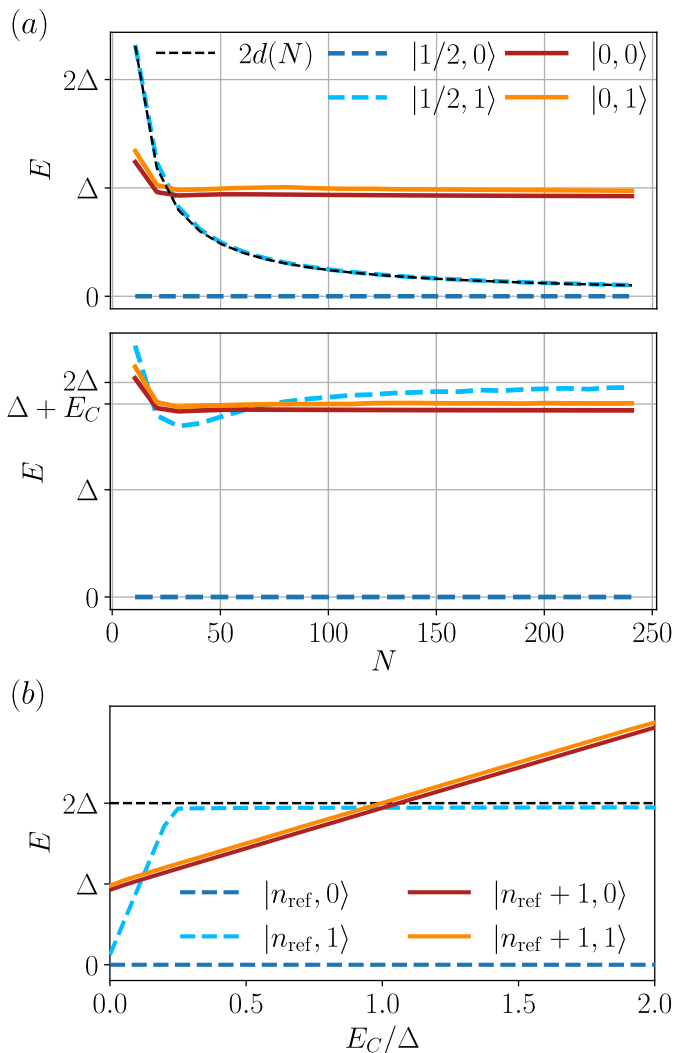 (a)
2d(N) |1/2, 0⟩ |0, 0⟩
|1/2, 1⟩ |0, 1⟩
2Δ
Δ
0
E
2Δ
Δ + E_C
Δ
0
E
0 50 100 150 200 250
N
(b)
2Δ
Δ
0
E
|n_ref, 0⟩ |n_ref + 1, 0⟩
|n_ref, 1⟩ |n_ref + 1, 1⟩
0.0 0.5 1.0 1.5 2.0
E_C/Δ